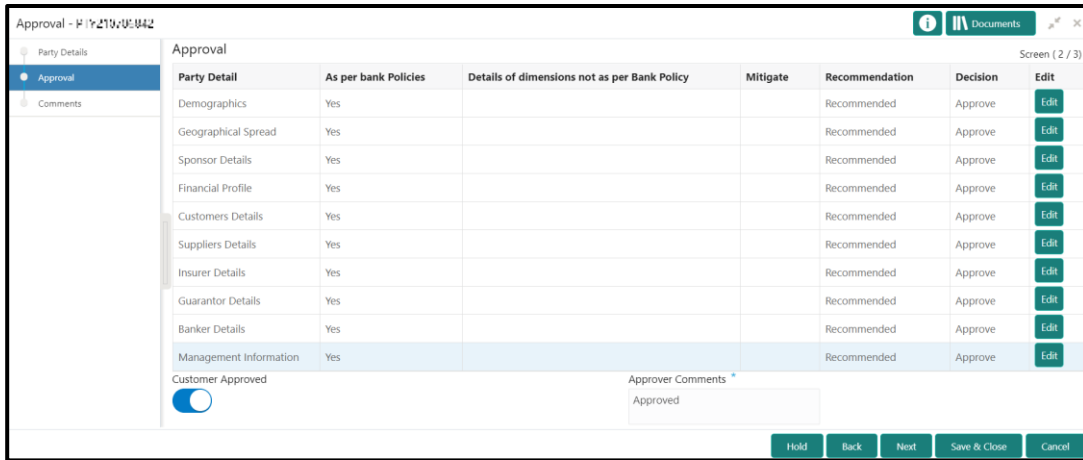 Approval -
Documents
Party Details
Approval
Comments
Approval
Screen ( 2 / 3)
Party Detail As per bank Policies Details of dimensions not as per Bank Policy Mitigate Recommendation Decision Edit
Demographics Yes Recommended Approve Edit
Geographical Spread Yes Recommended Approve Edit
Sponsor Details Yes Recommended Approve Edit
Financial Profile Yes Recommended Approve Edit
Customers Details Yes Recommended Approve Edit
Suppliers Details Yes Recommended Approve Edit
Insurer Details Yes Recommended Approve Edit
Guarantor Details Yes Recommended Approve Edit
Banker Details Yes Recommended Approve Edit
Management Information Yes Recommended Approve Edit
Customer Approved
Approver Comments *
Approved
Hold Back Next Save & Close Cancel